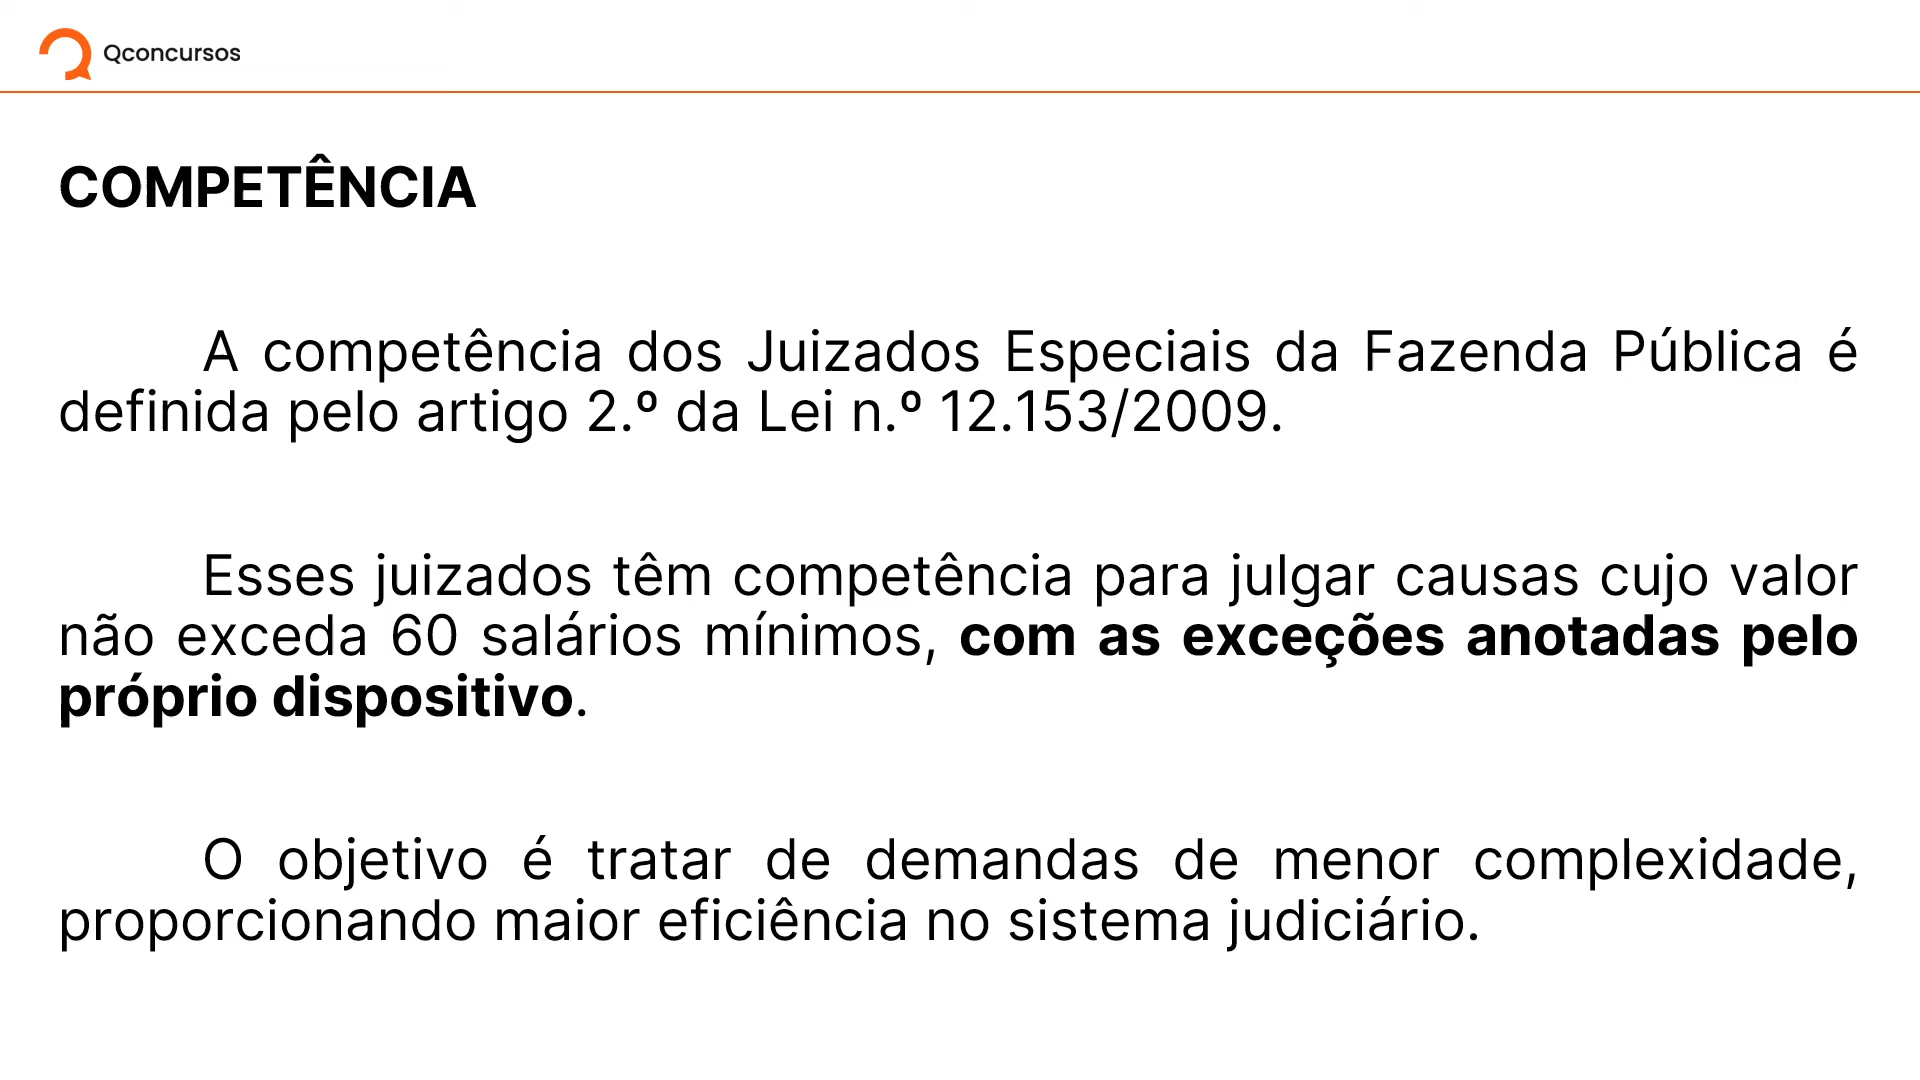 Qconcursos
COMPETÊNCIA
A competência dos Juizados Especiais da Fazenda Pública é
definida pelo artigo 2.º da Lei n.º 12.153/2009.
Esses juizados têm competência para julgar causas cujo valor
não exceda 60 salários mínimos, com as exceções anotadas pelo
próprio dispositivo.
O objetivo é tratar de demandas de menor complexidade,
proporcionando maior eficiência no sistema judiciário.